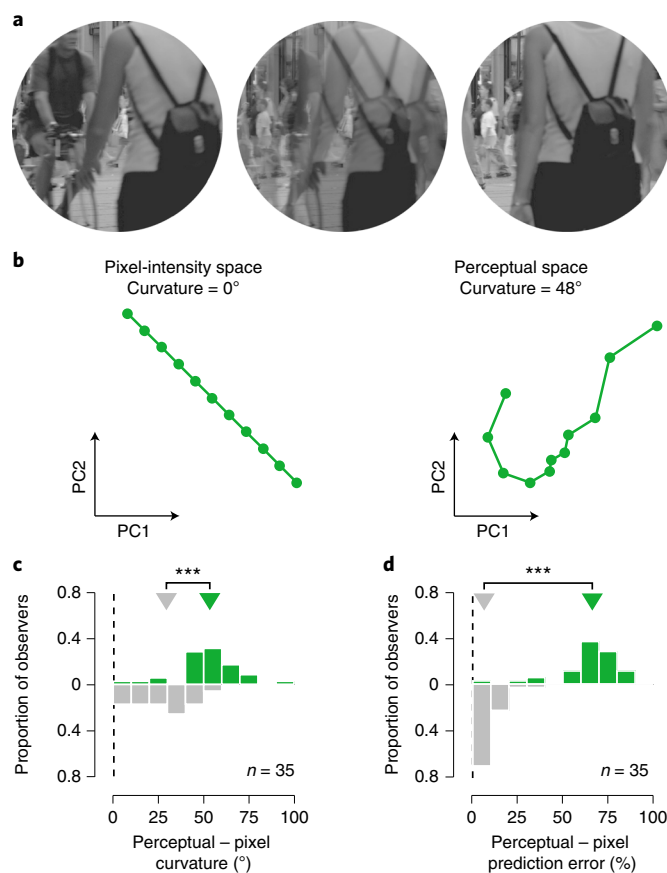 a
b
Pixel-intensity space
Curvature = 0°
Perceptual space
Curvature = 48°
PC2
PC1
PC2
PC1
c
***
0.8
0.4
0
0.4
0.8
Proportion of observers
n = 35
0
25
50
75
100
Perceptual – pixel
curvature (°)
d
***
0.8
0.4
0
0.4
0.8
Proportion of observers
n = 35
0
25
50
75
100
Perceptual – pixel
prediction error (%)